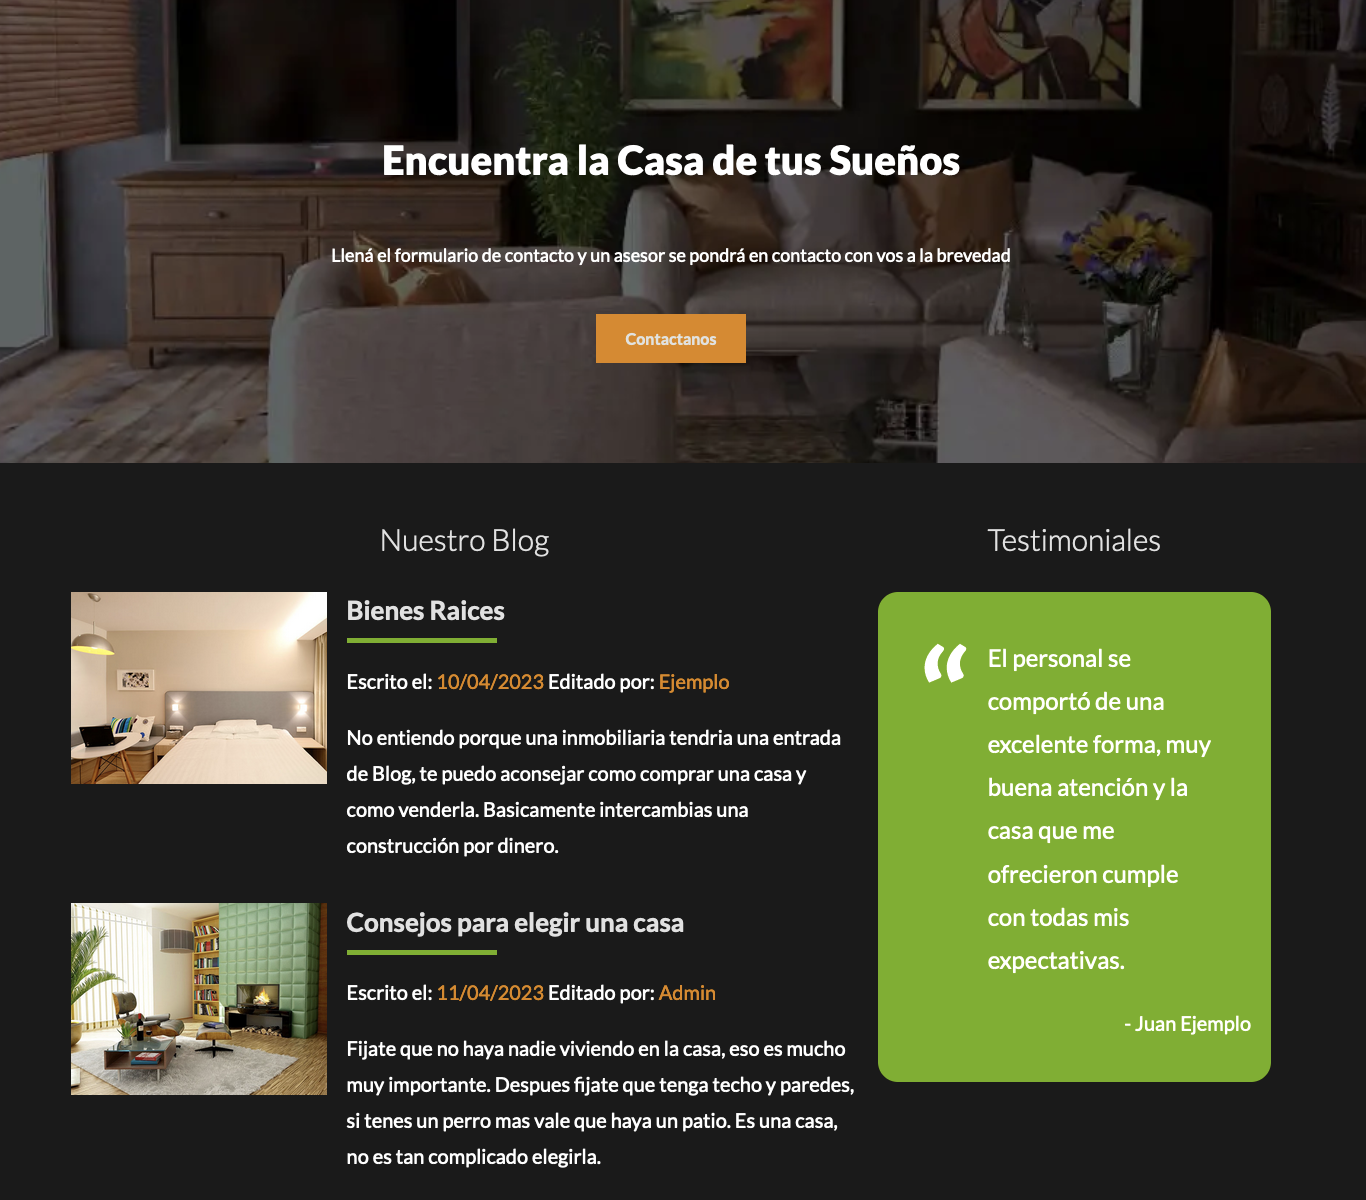 Encuentra la Casa de tus Sueños
Llená el formulario de contacto y un asesor se pondrá en contacto con vos a la brevedad
Contactanos
Nuestro Blog
Bienes Raices
Escrito el: 10/04/2023 Editado por: Ejemplo
No entiendo porque una inmobiliaria tendria una entrada
de Blog, te puedo aconsejar como comprar una casa y
como venderla. Basicamente intercambias una
construcción por dinero.
Consejos para elegir una casa
Escrito el: 11/04/2023 Editado por: Admin
Fijate que no haya nadie viviendo en la casa, eso es mucho
muy importante. Despues fijate que tenga techo y paredes,
si tenes un perro mas vale que haya un patio. Es una casa,
no es tan complicado elegirla.
Testimoniales
“ El personal se
comportó de una
excelente forma, muy
buena atención y la
casa que me
ofrecieron cumple
con todas mis
expectativas.
- Juan Ejemplo